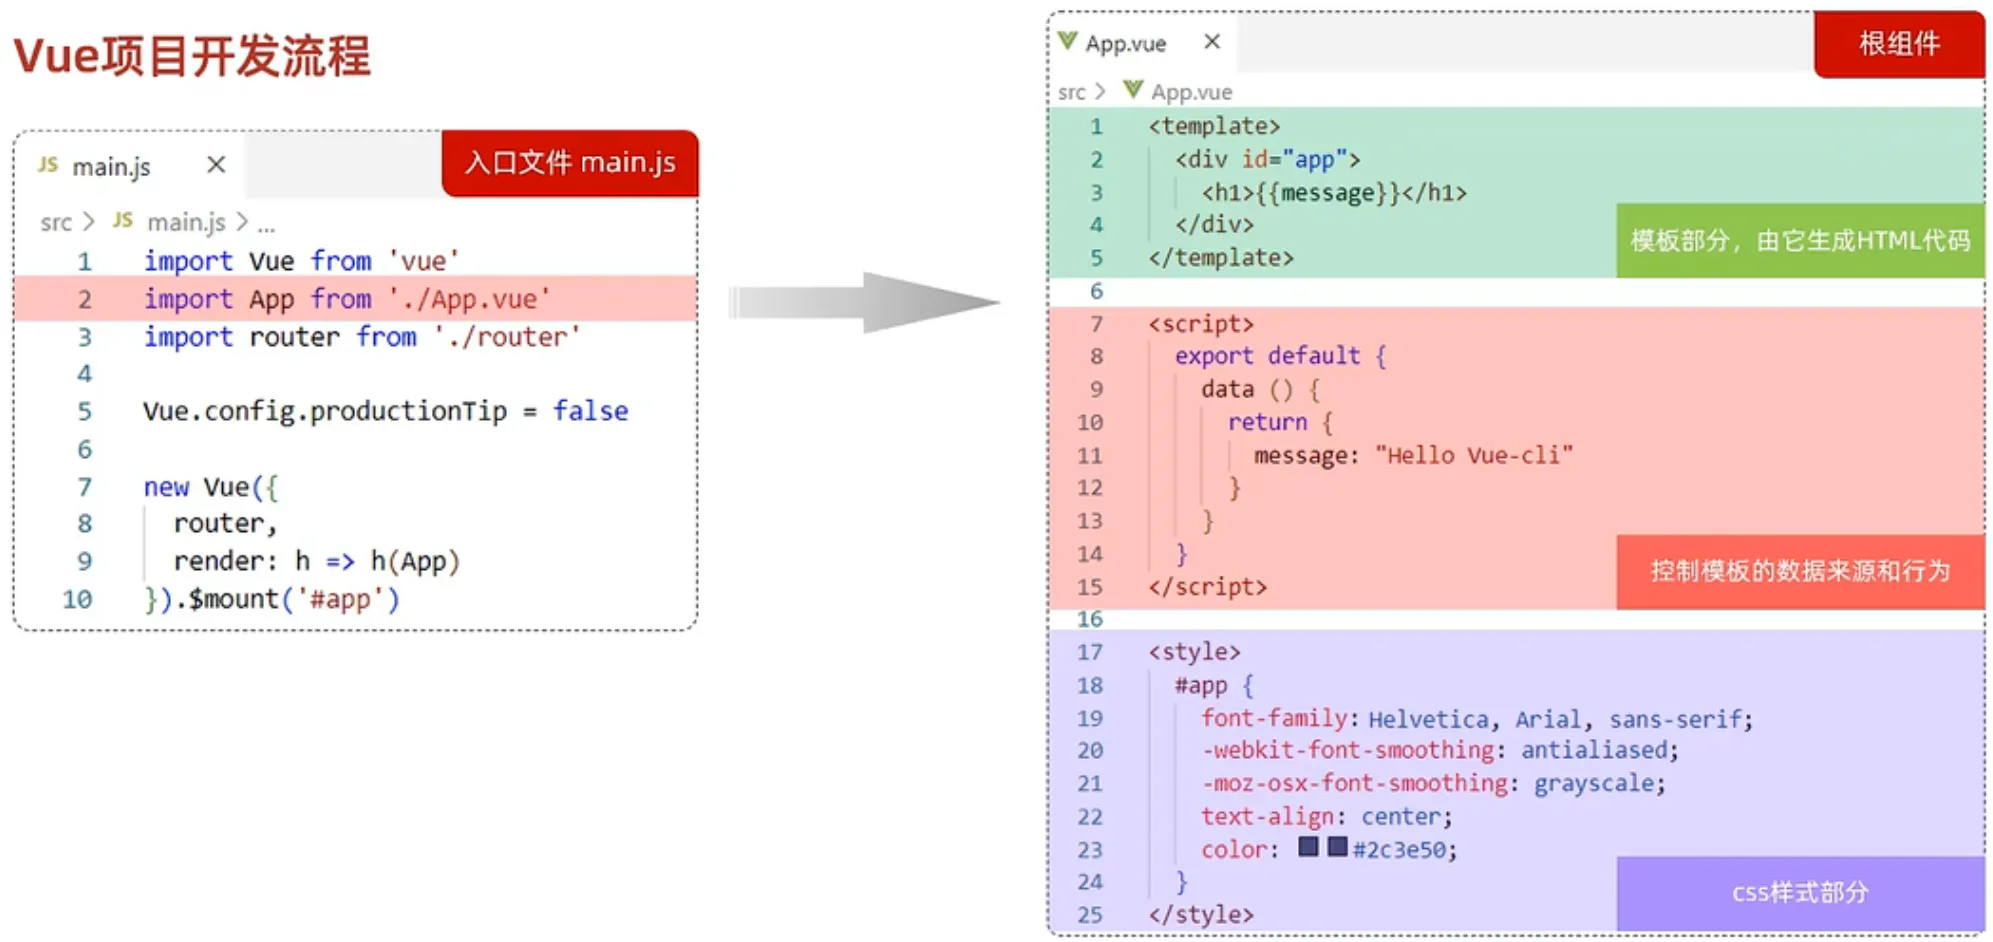 Vue项目开发流程
JS main.js ×
入口文件 main.js
src > JS main.js > ...
1 import Vue from 'vue'
2 import App from './App.vue'
3 import router from './router'
4
5 Vue.config.productionTip = false
6
7 new Vue({
8 router,
9 render: h => h(App)
10 }).$mount('#app')
App.vue ×
根组件
src > App.vue
1 <template>
2 <div id="app">
3 <h1>{{message}}</h1>
4 </div>
5 </template>
模板部分，由它生成HTML代码
6
7 <script>
8 export default {
9 data () {
10 return {
11 message: "Hello Vue-cli"
12 }
13 }
14 }
15 </script>
控制模板的数据来源和行为
16
17 <style>
18 #app {
19 font-family: Helvetica, Arial, sans-serif;
20 -webkit-font-smoothing: antialiased;
21 -moz-osx-font-smoothing: grayscale;
22 text-align: center;
23 color: #2c3e50;
24 }
25 </style>
css样式部分